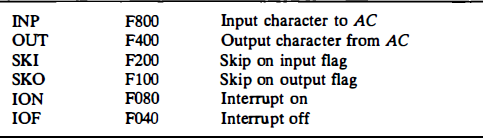 INP F800 Input character to AC
OUT F400 Output character from AC
SKI F200 Skip on input flag
SKO F100 Skip on output flag
ION F080 Interrupt on
IOF F040 Interrupt off